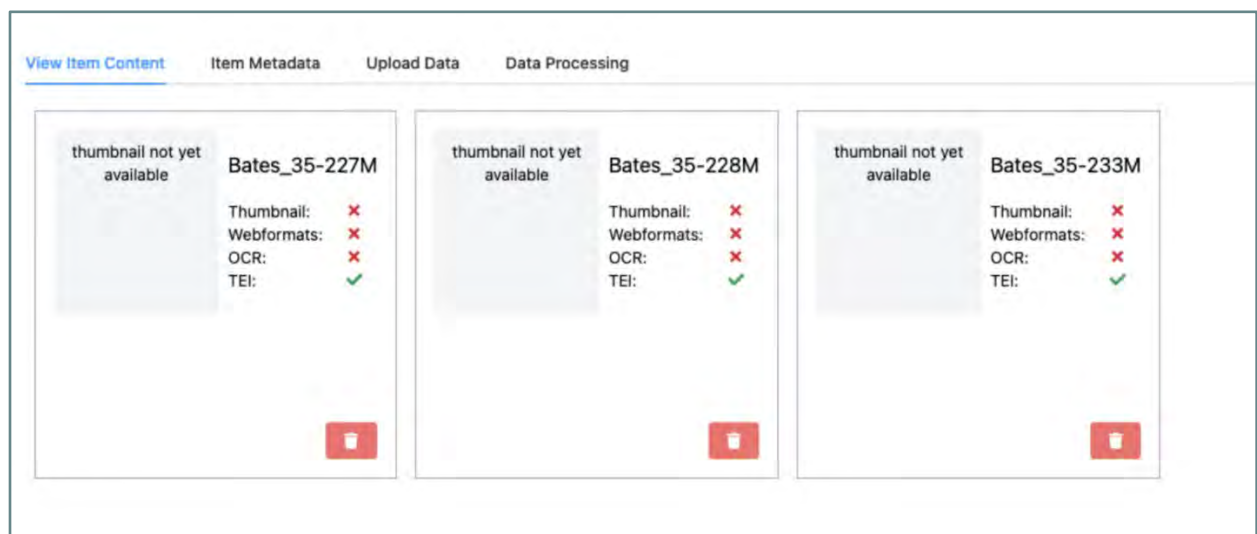 View Item Content Item Metadata Upload Data Data Processing
thumbnail not yet
available
Bates_35-227M
Thumbnail:
Webformats:
OCR:
TEI:
thumbnail not yet
available
Bates_35-228M
Thumbnail:
Webformats:
OCR:
TEI:
thumbnail not yet
available
Bates_35-233M
Thumbnail:
Webformats:
OCR:
TEI: